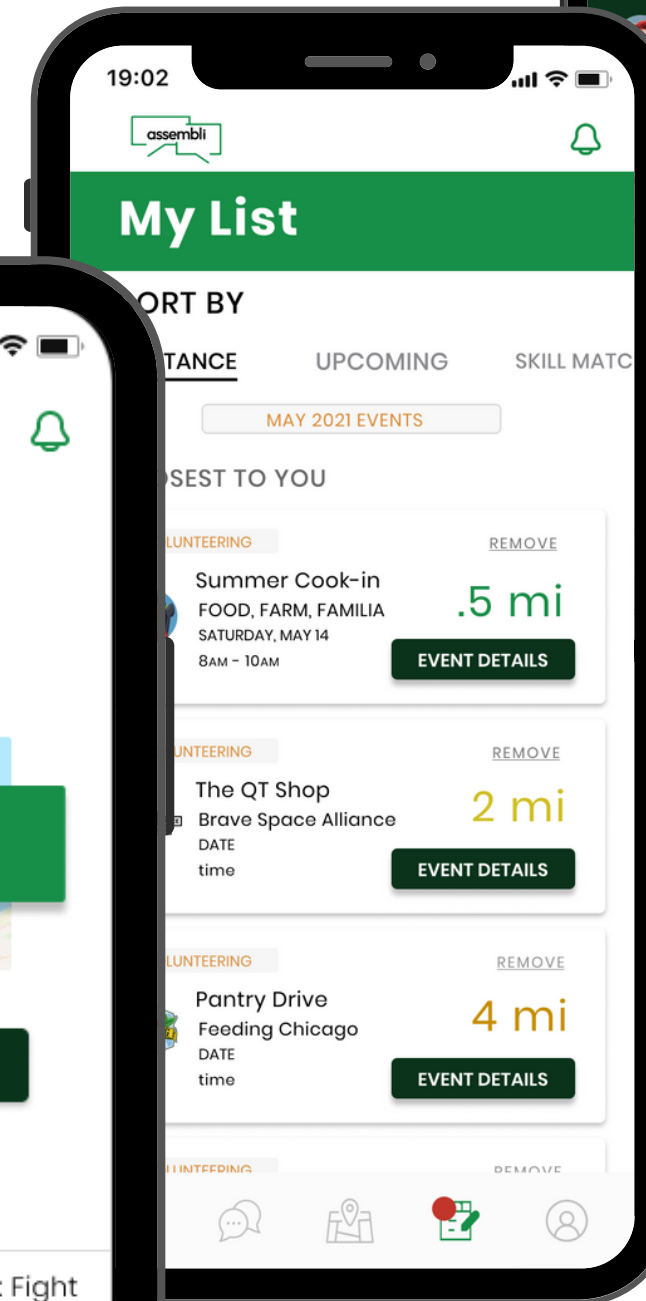 19:02
assembli
My List
ORT BY
TANCE UPCOMING SKILL MATC
MAY 2021 EVENTS
OSEST TO YOU
LUNTEERING REMOVE
Summer Cook-in
FOOD, FARM, FAMILIA
.5 mi
SATURDAY, MAY 14
8AM - 10AM
EVENT DETAILS
UNTEERING REMOVE
The QT Shop
2 mi
Brave Space Alliance
DATE
time
EVENT DETAILS
LUNTEERING REMOVE
Pantry Drive
4 mi
Feeding Chicago
DATE
time
EVENT DETAILS
LUNTEERING REMOVE
: Fight